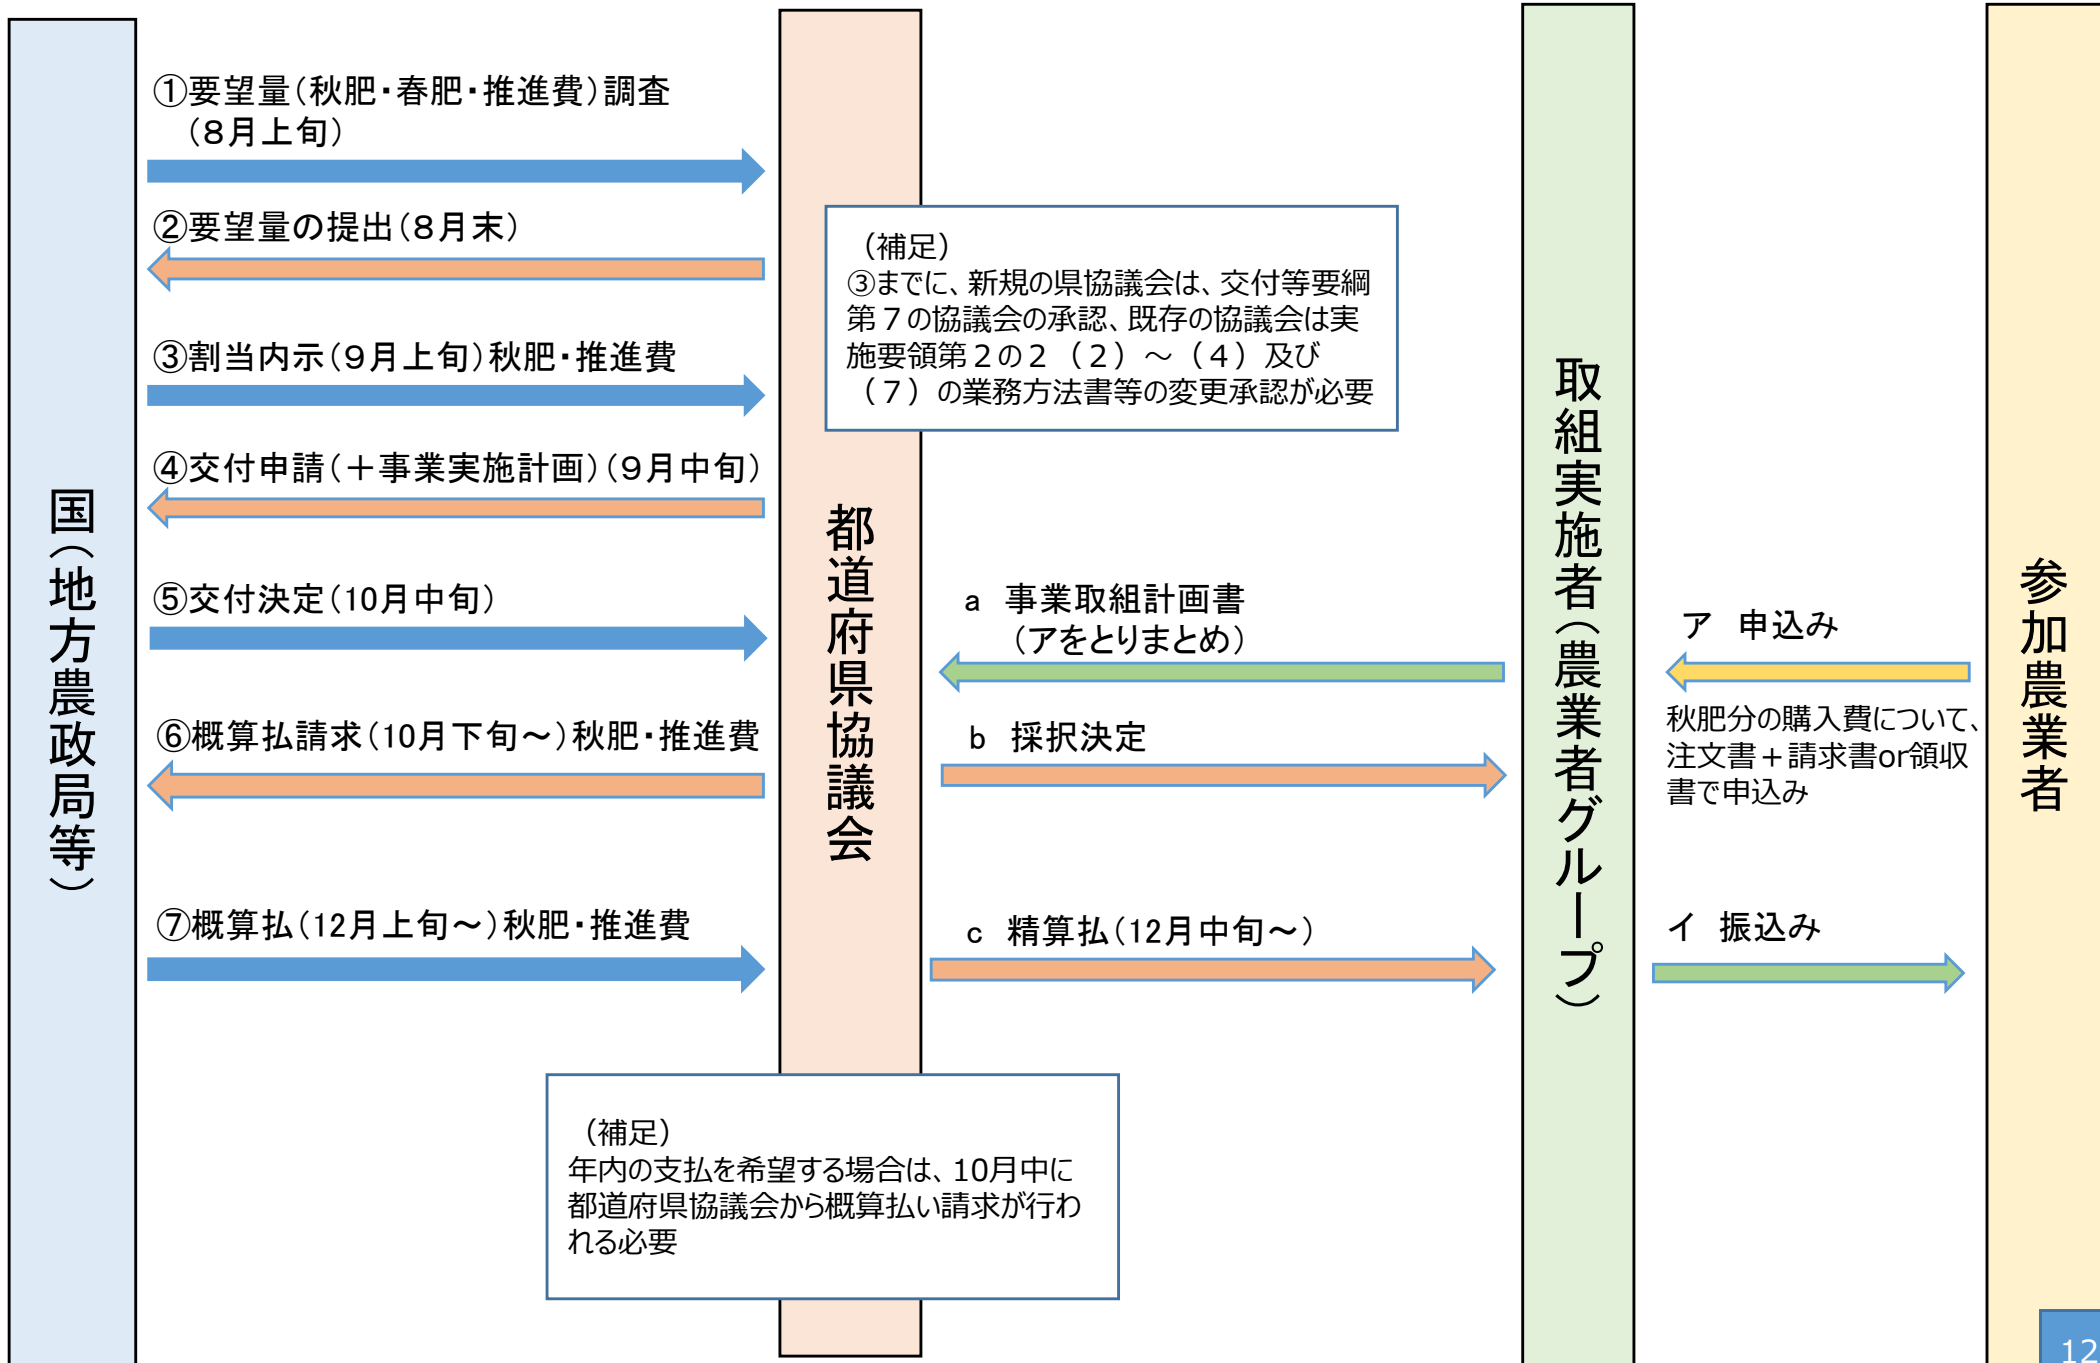 国（地方農政局等）
①要望量（秋肥・春肥・推進費）調査
（８月上旬）
②要望量の提出（８月末）
③割当内示（９月上旬）秋肥・推進費
④交付申請（＋事業実施計画）（９月中旬）
⑤交付決定（10月中旬）
⑥概算払請求（10月下旬～）秋肥・推進費
⑦概算払（12月上旬～）秋肥・推進費
都道府県協議会
（補足）
③までに、新規の県協議会は、交付等要綱
第７の協議会の承認、既存の協議会は実
施要領第２の２（２）～（４）及び
（７）の業務方法書等の変更承認が必要
a 事業取組計画書
（アをとりまとめ）
b 採択決定
c 精算払（12月中旬～）
（補足）
年内の支払を希望する場合は、10月中に
都道府県協議会から概算払い請求が行わ
れる必要
取組実施者（農業者グループ）
ア 申込み
秋肥分の購入費について、
注文書＋請求書or領収
書で申込み
イ 振込み
参加農業者
12